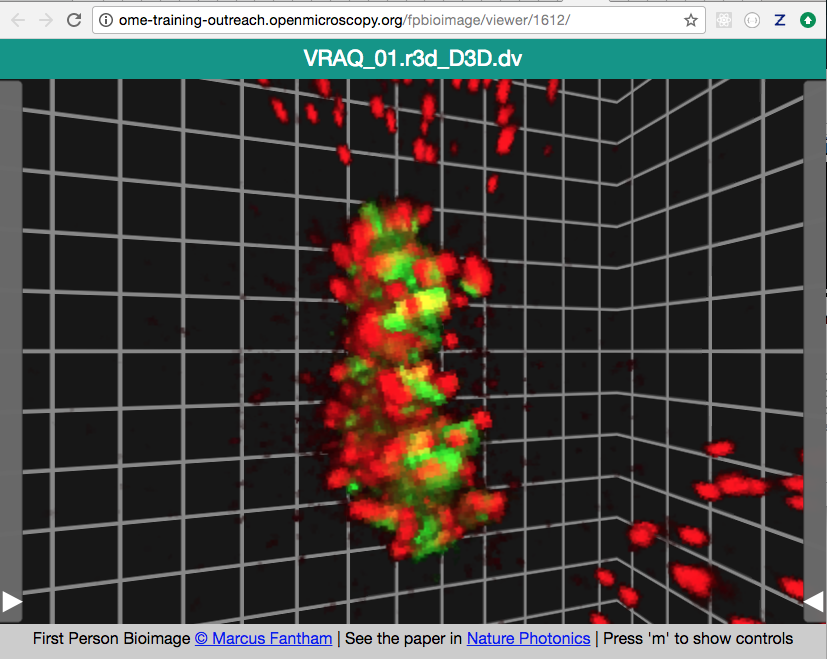 ome-training-outreach.openmicroscopy.org/fpbioimage/viewer/1612/
VRAQ_01.r3d_D3D.dv
First Person Bioimage © Marcus Fantham | See the paper in Nature Photonics | Press 'm' to show controls